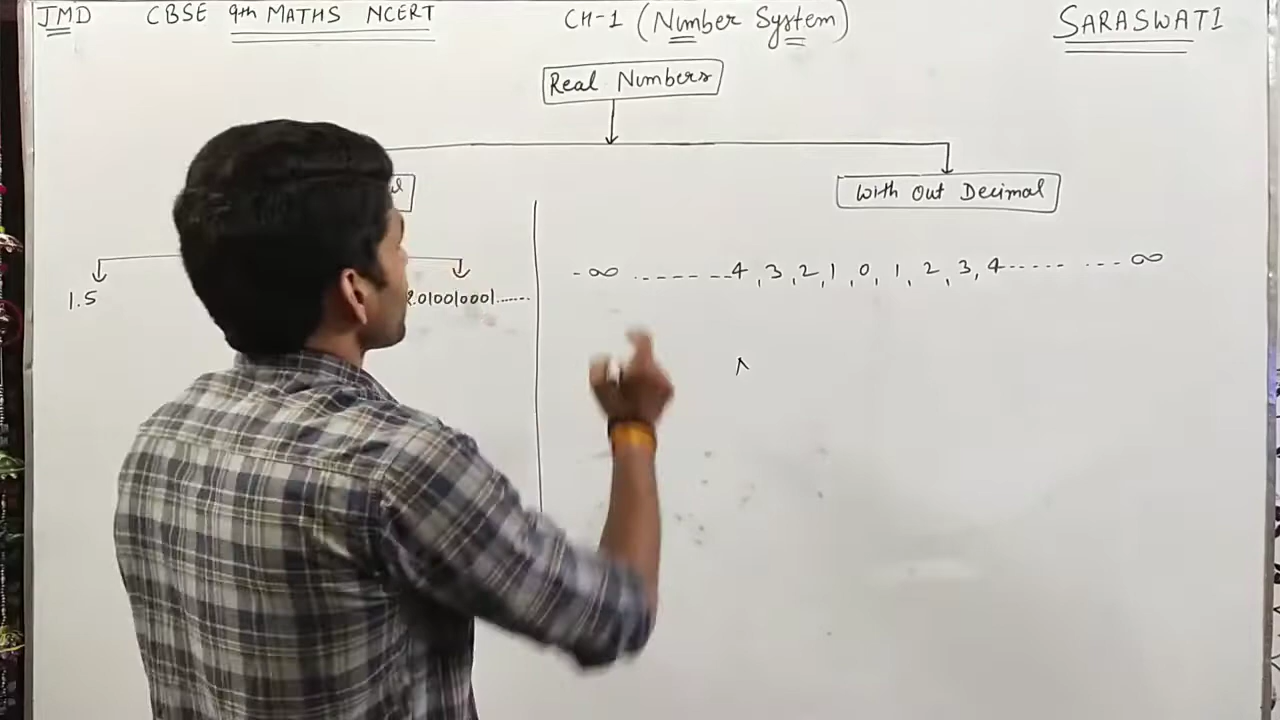 JMD CBSE 9th MATHS NCERT CH-1 (Number System) SARASWATI
Real Numbers
With Out Decimal
-∞ ------- 4, 3, 2, 1, 0, 1, 2, 3, 4 ----- --- ∞
1.5
.010010001.......